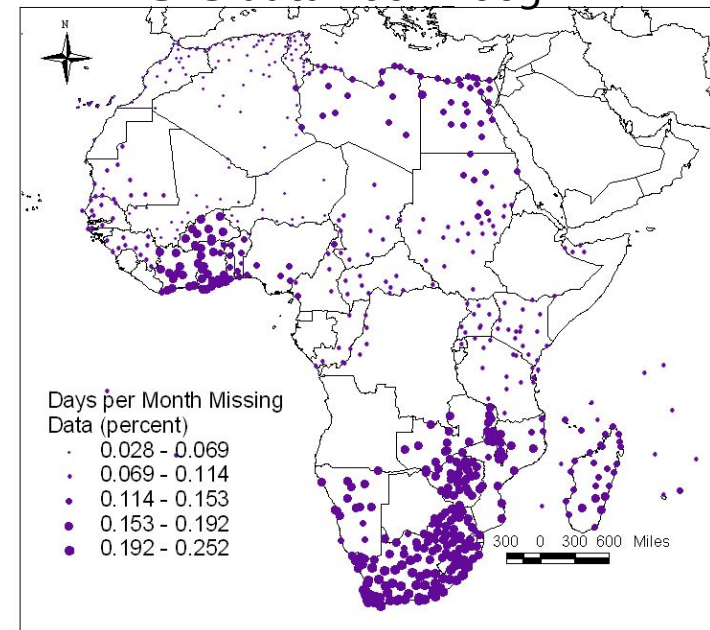 N
Days per Month Missing
Data (percent)
0.028 - 0.069
0.069 - 0.114
0.114 - 0.153
0.153 - 0.192
0.192 - 0.252
300 0 300 600 Miles